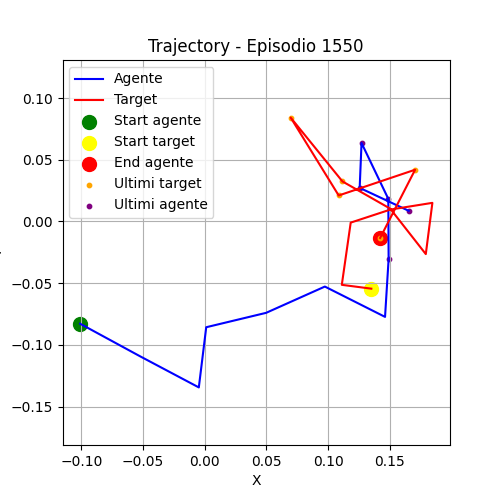 Trajectory - Episodio 1550
Agente
Target
Start agente
Start target
End agente
Ultimi target
Ultimi agente
0.10
0.05
0.00
−0.05
−0.10
−0.15
−0.10
−0.05
0.00
0.05
0.10
0.15
X